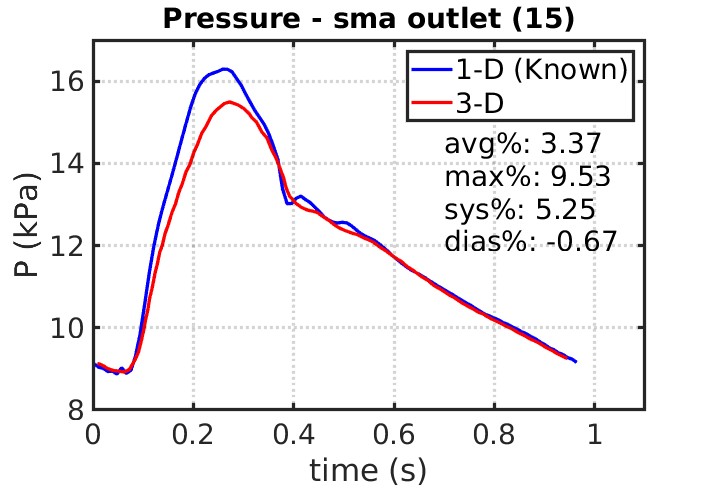 Pressure - sma outlet (15)
1-D (Known)
3-D
avg%: 3.37
max%: 9.53
sys%: 5.25
dias%: -0.67
P (kPa)
16
14
12
10
8
0 0.2 0.4 0.6 0.8 1
time (s)